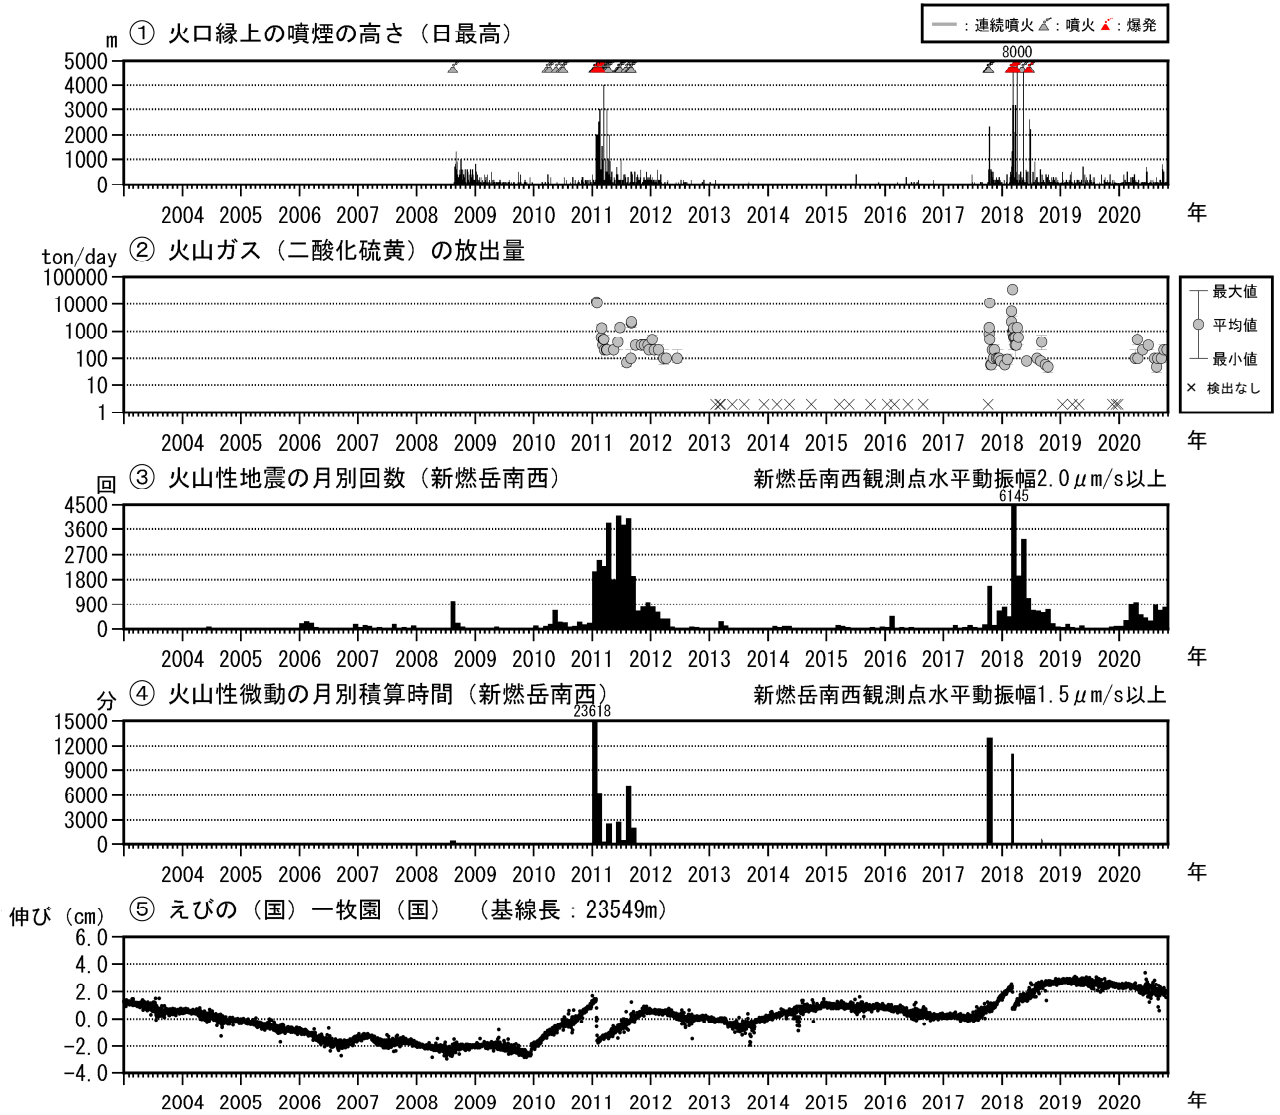 ① 火口縁上の噴煙の高さ（日最高）
━ : 連続噴火 : 噴火 : 爆発
m
8000
5000
4000
3000
2000
1000
0
2004 2005 2006 2007 2008 2009 2010 2011 2012 2013 2014 2015 2016 2017 2018 2019 2020 年
② 火山ガス（二酸化硫黄）の放出量
ton/day
100000
10000
1000
100
10
1
最大値
平均値
最小値
× 検出なし
2004 2005 2006 2007 2008 2009 2010 2011 2012 2013 2014 2015 2016 2017 2018 2019 2020 年
③ 火山性地震の月別回数（新燃岳南西） 新燃岳南西観測点水平動振幅2.0μm/s以上
回
6145
4500
3600
2700
1800
900
0
2004 2005 2006 2007 2008 2009 2010 2011 2012 2013 2014 2015 2016 2017 2018 2019 2020 年
④ 火山性微動の月別積算時間（新燃岳南西） 新燃岳南西観測点水平動振幅1.5μm/s以上
分
23618
15000
12000
9000
6000
3000
0
2004 2005 2006 2007 2008 2009 2010 2011 2012 2013 2014 2015 2016 2017 2018 2019 2020 年
⑤ えびの（国）ー牧園（国） （基線長：23549m）
伸び（cm）
6.0
4.0
2.0
0.0
−2.0
−4.0
2004 2005 2006 2007 2008 2009 2010 2011 2012 2013 2014 2015 2016 2017 2018 2019 2020 年